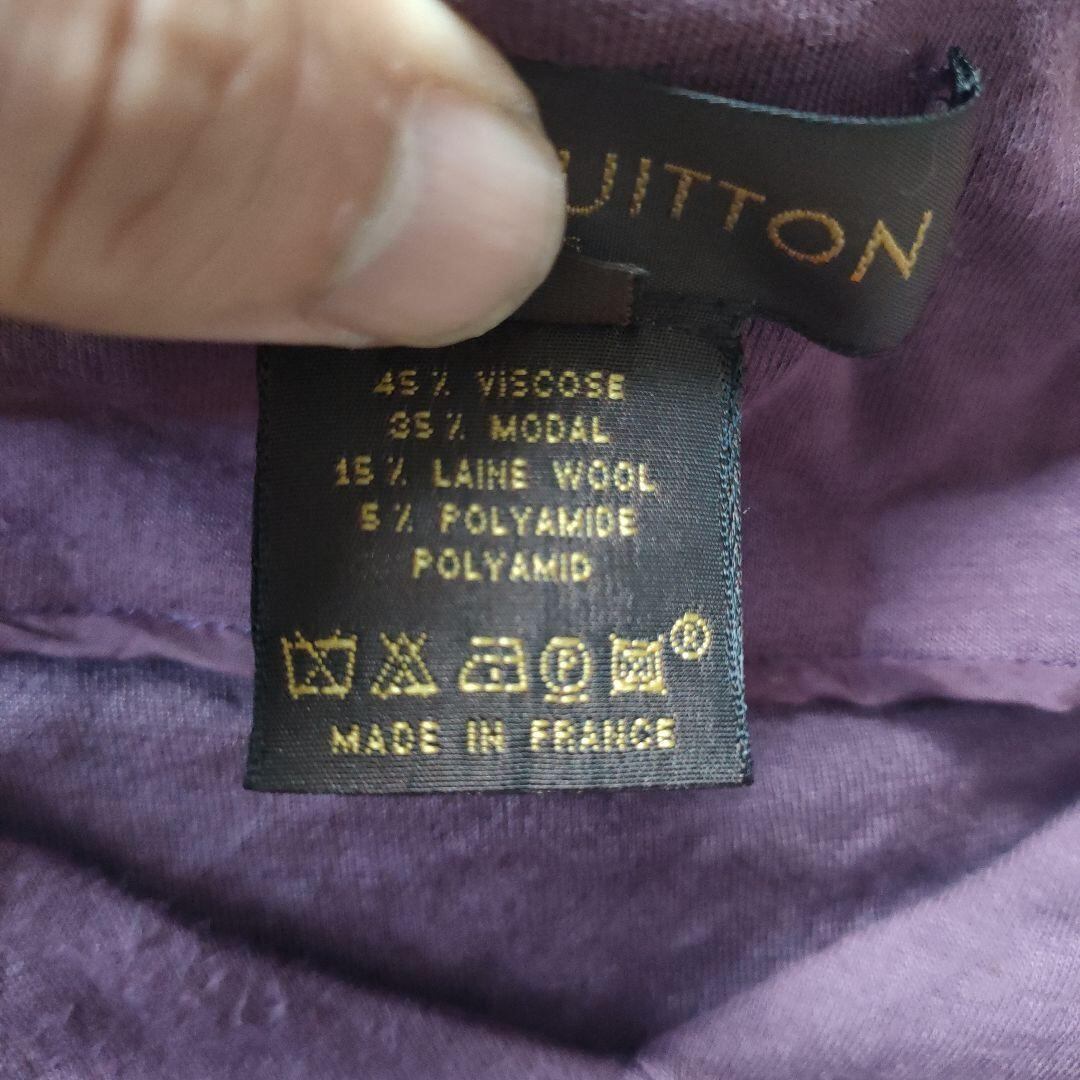 UITTON
45 % VISCOSE
35 % MODAL
15 % LAINE WOOL
5 % POLYAMIDE
POLYAMID
P ®
MADE IN FRANCE